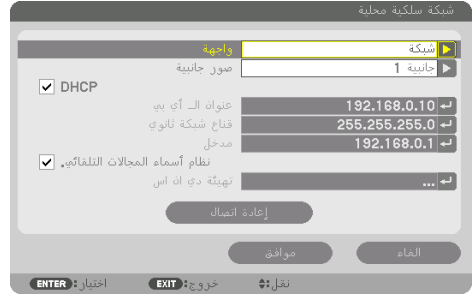 شبكة سلكية محلية
واجهة شبكة
صور جانبية جانبية 1
DHCP
عنوان الـ آي بي 192.168.0.10
قناع شبكة ثانوي 255.255.255.0
مدخل 192.168.0.1
نظام أسماء المجالات التلقائي.
تهيئة دي ان اس ...
إعادة اتصال
موافق الغاء
ENTER: اختيار EXIT: خروج نقل: